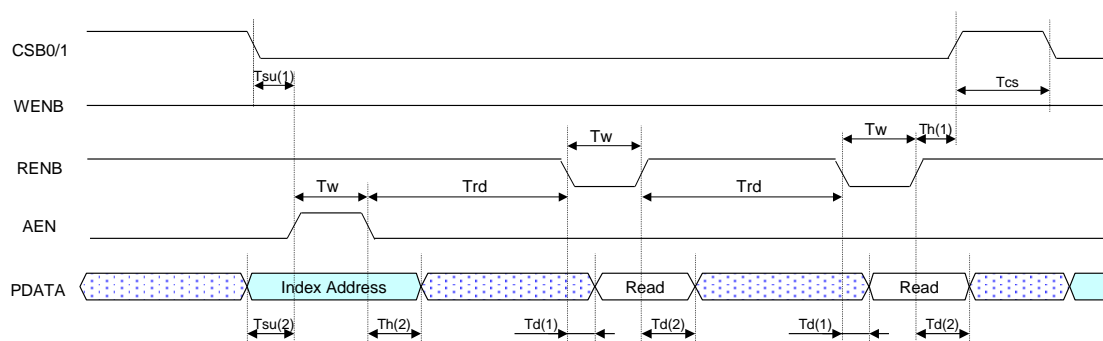 CSB0/1
Tsu(1)
Tcs
WENB
Tw
Tw
Th(1)
RENB
Tw
Trd
Trd
AEN
PDATA
Index Address
Read
Read
Tsu(2)
Th(2)
Td(1)
Td(2)
Td(1)
Td(2)